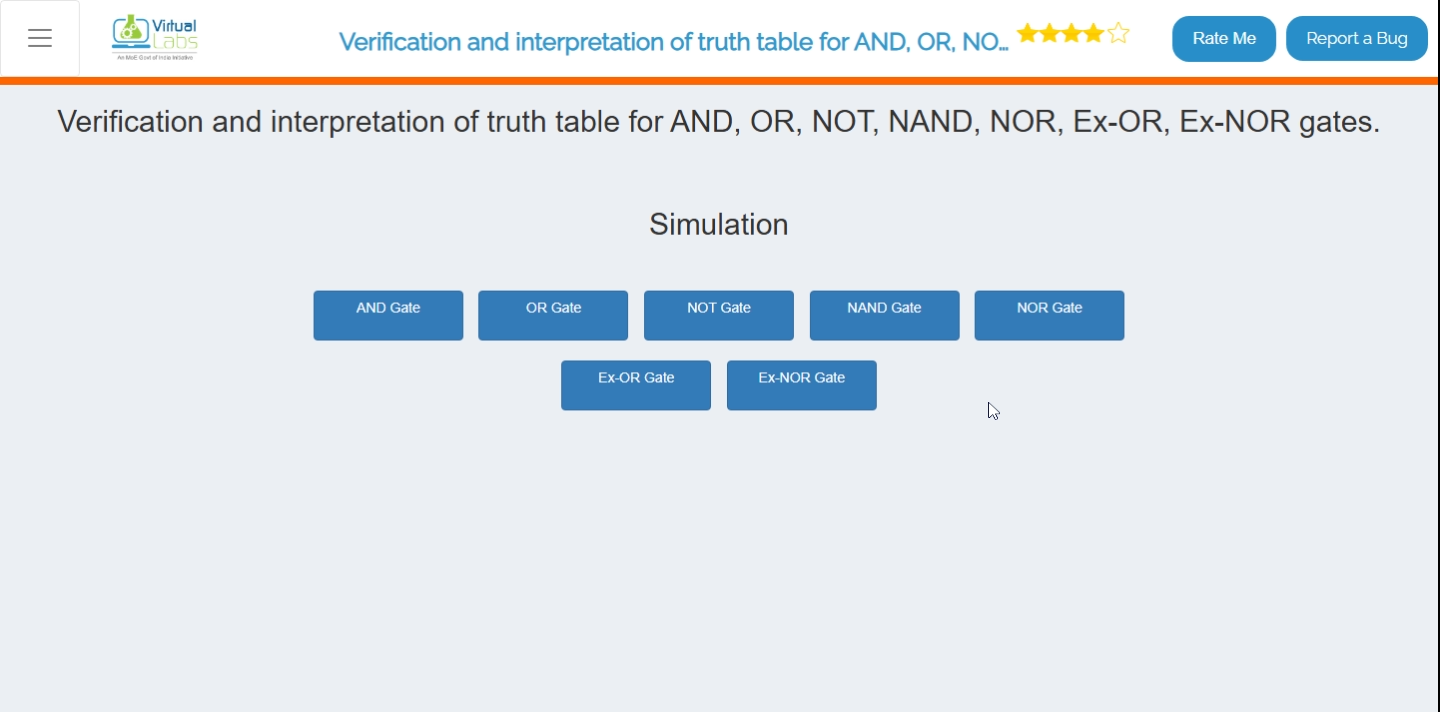 Virtual
Labs
An MoE Govt of India Initiative
Verification and interpretation of truth table for AND, OR, NO...
Rate Me
Report a Bug
Verification and interpretation of truth table for AND, OR, NOT, NAND, NOR, Ex-OR, Ex-NOR gates.
Simulation
AND Gate
OR Gate
NOT Gate
NAND Gate
NOR Gate
Ex-OR Gate
Ex-NOR Gate